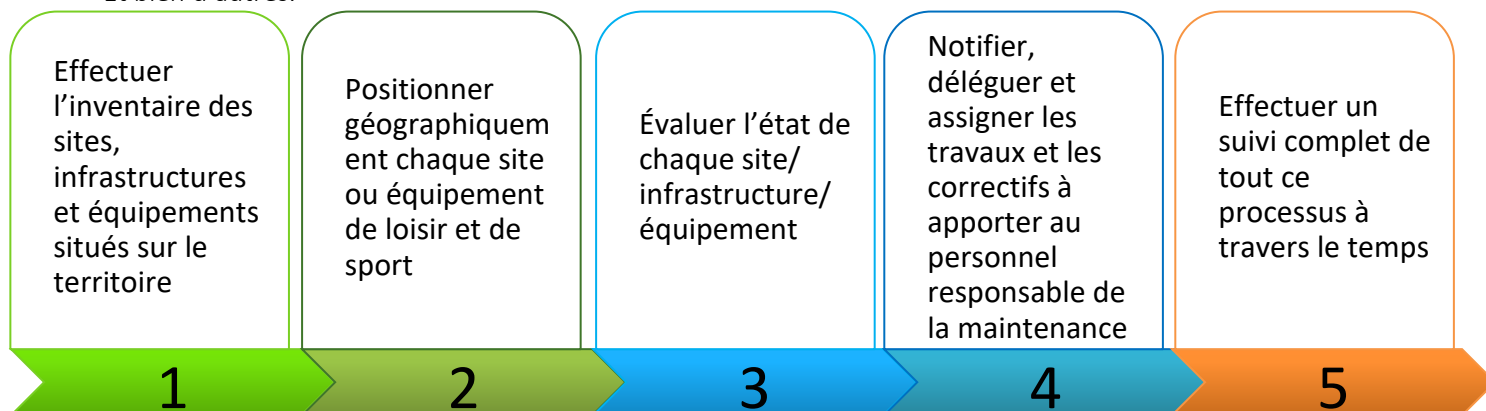 Et bien d'autres.
Effectuer
l'inventaire des
sites,
infrastructures
et équipements
situés sur le
territoire
Positionner
géographiquem
ent chaque site
ou équipement
de loisir et de
sport
Évaluer l'état de
chaque site/
infrastructure/
équipement
Notifier,
déléguer et
assigner les
travaux et les
correctifs à
apporter au
personnel
responsable de
la maintenance
Effectuer un
suivi complet de
tout ce
processus à
travers le temps
1
2
3
4
5